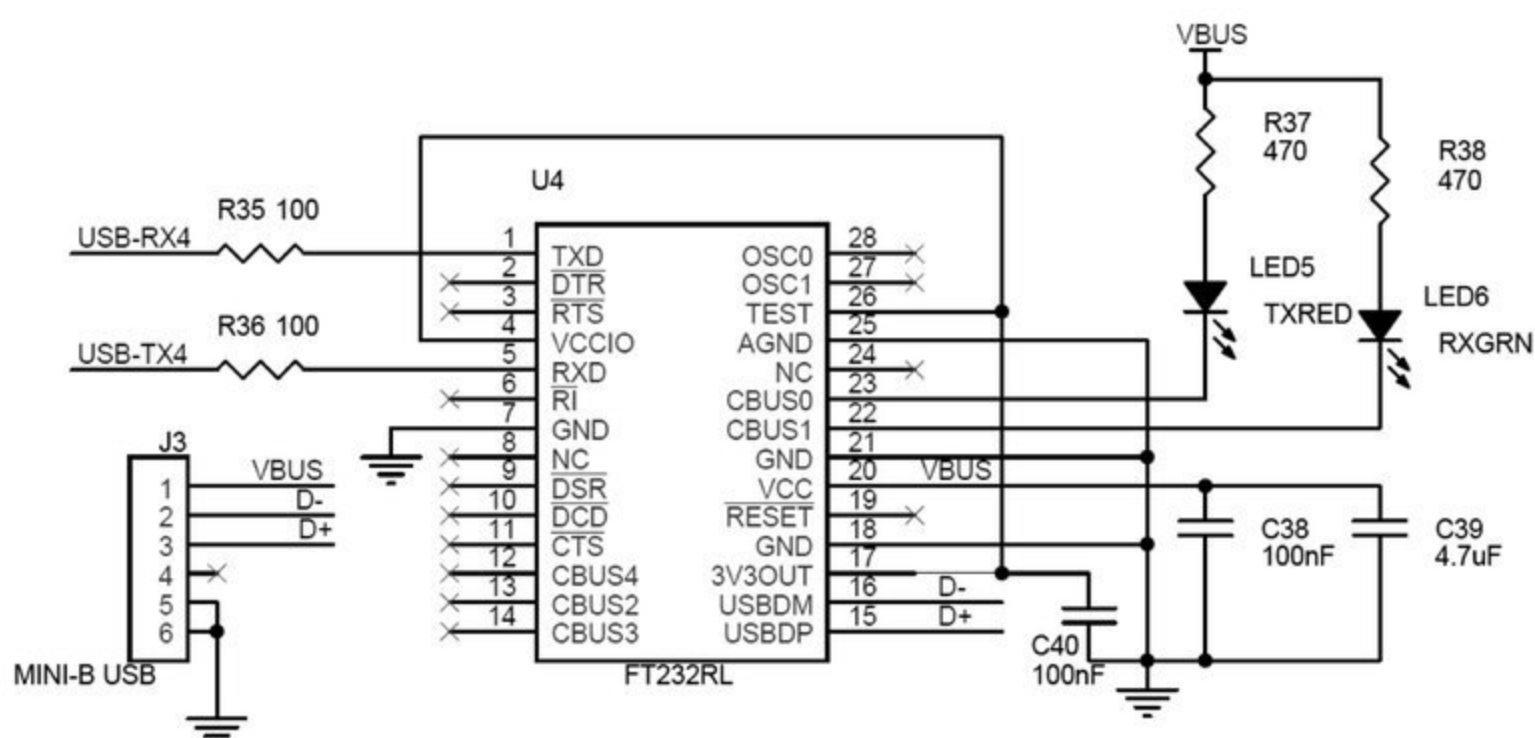 VBUS
R37
470
R38
470
U4
R35 100
USB-RX4
R36 100
USB-TX4
1 TXD OSC0 28
2 DTR OSC1 27
3 RTS TEST 26
4 VCCIO AGND 25
5 RXD NC 24
6 RI CBUS0 23
7 GND CBUS1 22
8 NC GND 21
9 DSR VCC 20 VBUS
10 DCD RESET 19
11 CTS GND 18
12 CBUS4 3V3OUT 17
13 CBUS2 USBDM 16 D-
14 CBUS3 USBDP 15 D+
FT232RL
LED5
TXRED
LED6
RXGRN
J3
1 VBUS
2 D-
3 D+
4
5
6
MINI-B USB
C38
100nF
C39
4.7uF
C40
100nF